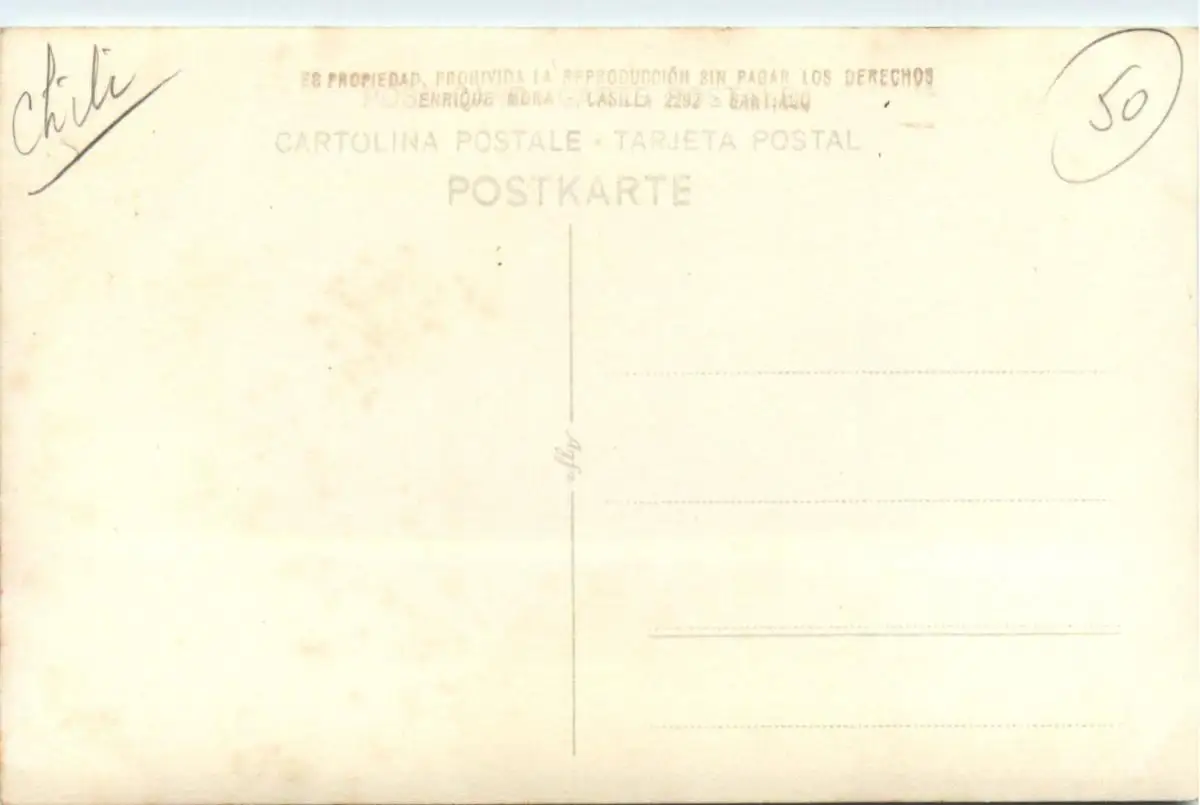 Chili
50
ES PROPIEDAD, PROHIVIDA LA REPRODUCCIÓN SIN PAGAR LOS DERECHOS
ENRIQUE MORA - CASILLA 2292 - SANTIAGO
CARTOLINA POSTALE - TARJETA POSTAL
POSTKARTE
Agfa